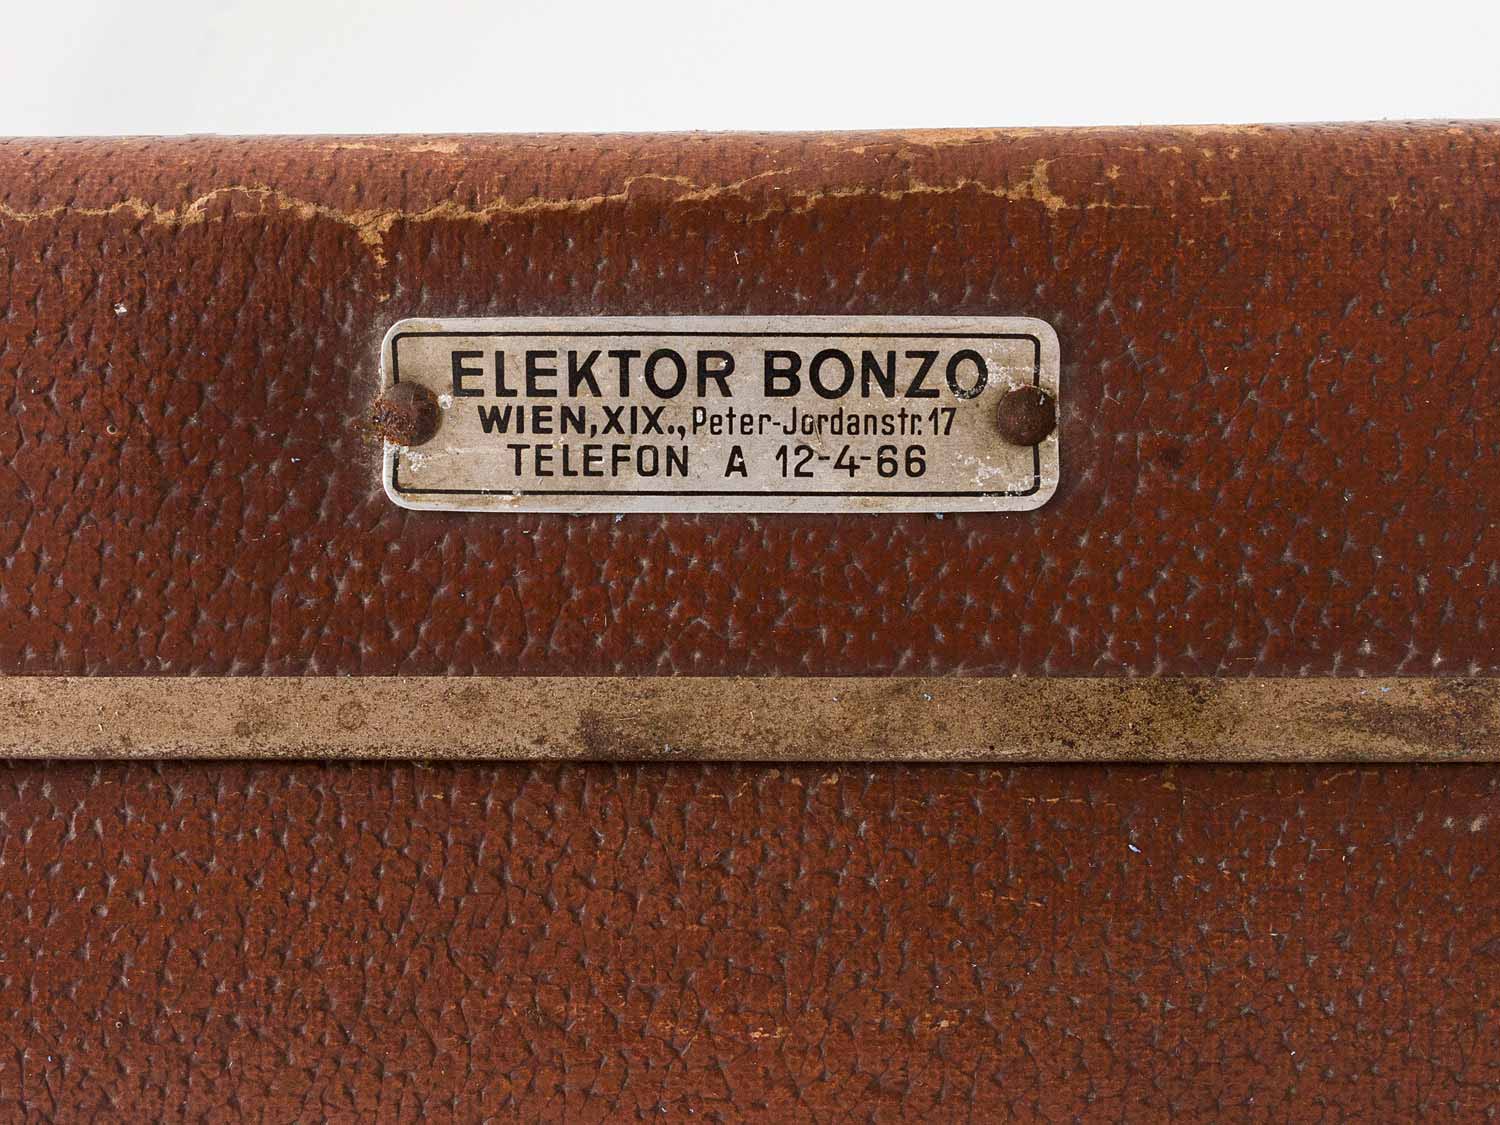 ELEKTOR BONZO
WIEN, XIX., Peter-Jordanstr. 17
TELEFON A 12-4-66